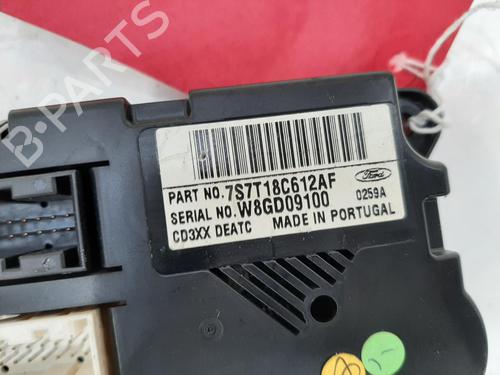 B-PARTS
PART NO. 7S7T18C612AF
Ford
SERIAL NO. W8GD09100 0259A
CD3XX DEATC MADE IN PORTUGAL